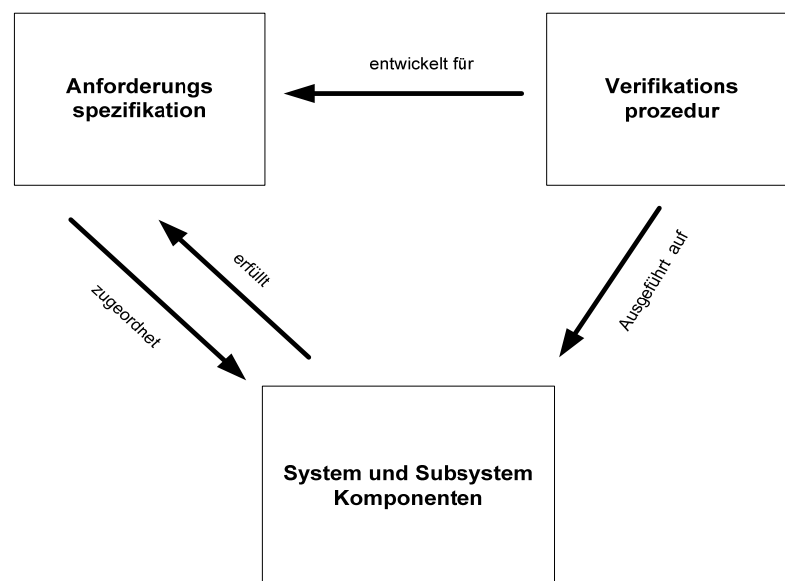 Anforderungs
spezifikation
entwickelt für
Verifikations
prozedur
zugeordnet
erfüllt
Ausgeführt auf
System und Subsystem
Komponenten